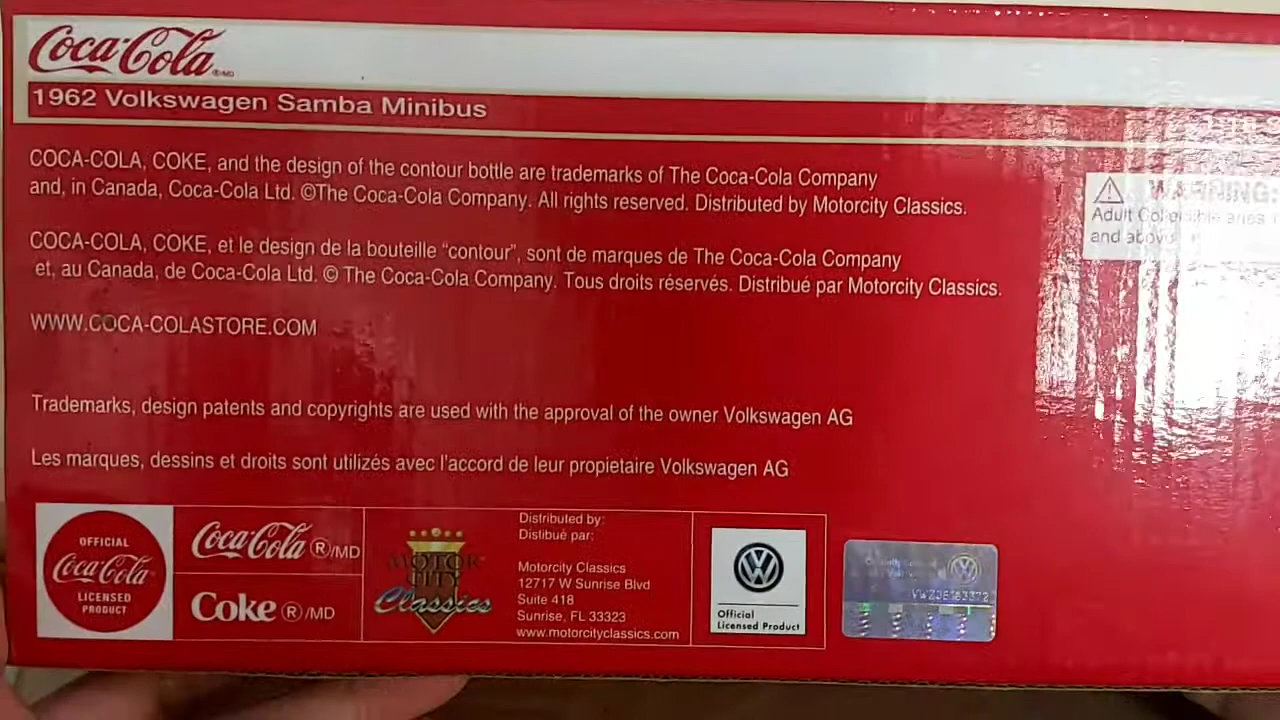 Coca-Cola ®/MD
1962 Volkswagen Samba Minibus
COCA-COLA, COKE, and the design of the contour bottle are trademarks of The Coca-Cola Company
and, in Canada, Coca-Cola Ltd. ©The Coca-Cola Company. All rights reserved. Distributed by Motorcity Classics.
WARNING:
Adult Collectible
and above
COCA-COLA, COKE, et le design de la bouteille “contour”, sont de marques de The Coca-Cola Company
et, au Canada, de Coca-Cola Ltd. © The Coca-Cola Company. Tous droits réservés. Distribué par Motorcity Classics.
WWW.COCA-COLASTORE.COM
Trademarks, design patents and copyrights are used with the approval of the owner Volkswagen AG
Les marques, dessins et droits sont utilizés avec l'accord de leur propietaire Volkswagen AG
OFFICIAL
Coca-Cola
LICENSED
PRODUCT
Coca-Cola ®/MD
Coke ®/MD
MOTOR
CITY
Classics
Distributed by:
Distibué par:
Motorcity Classics
12717 W Sunrise Blvd
Suite 418
Sunrise, FL 33323
www.motorcityclassics.com
Official
Licensed Product